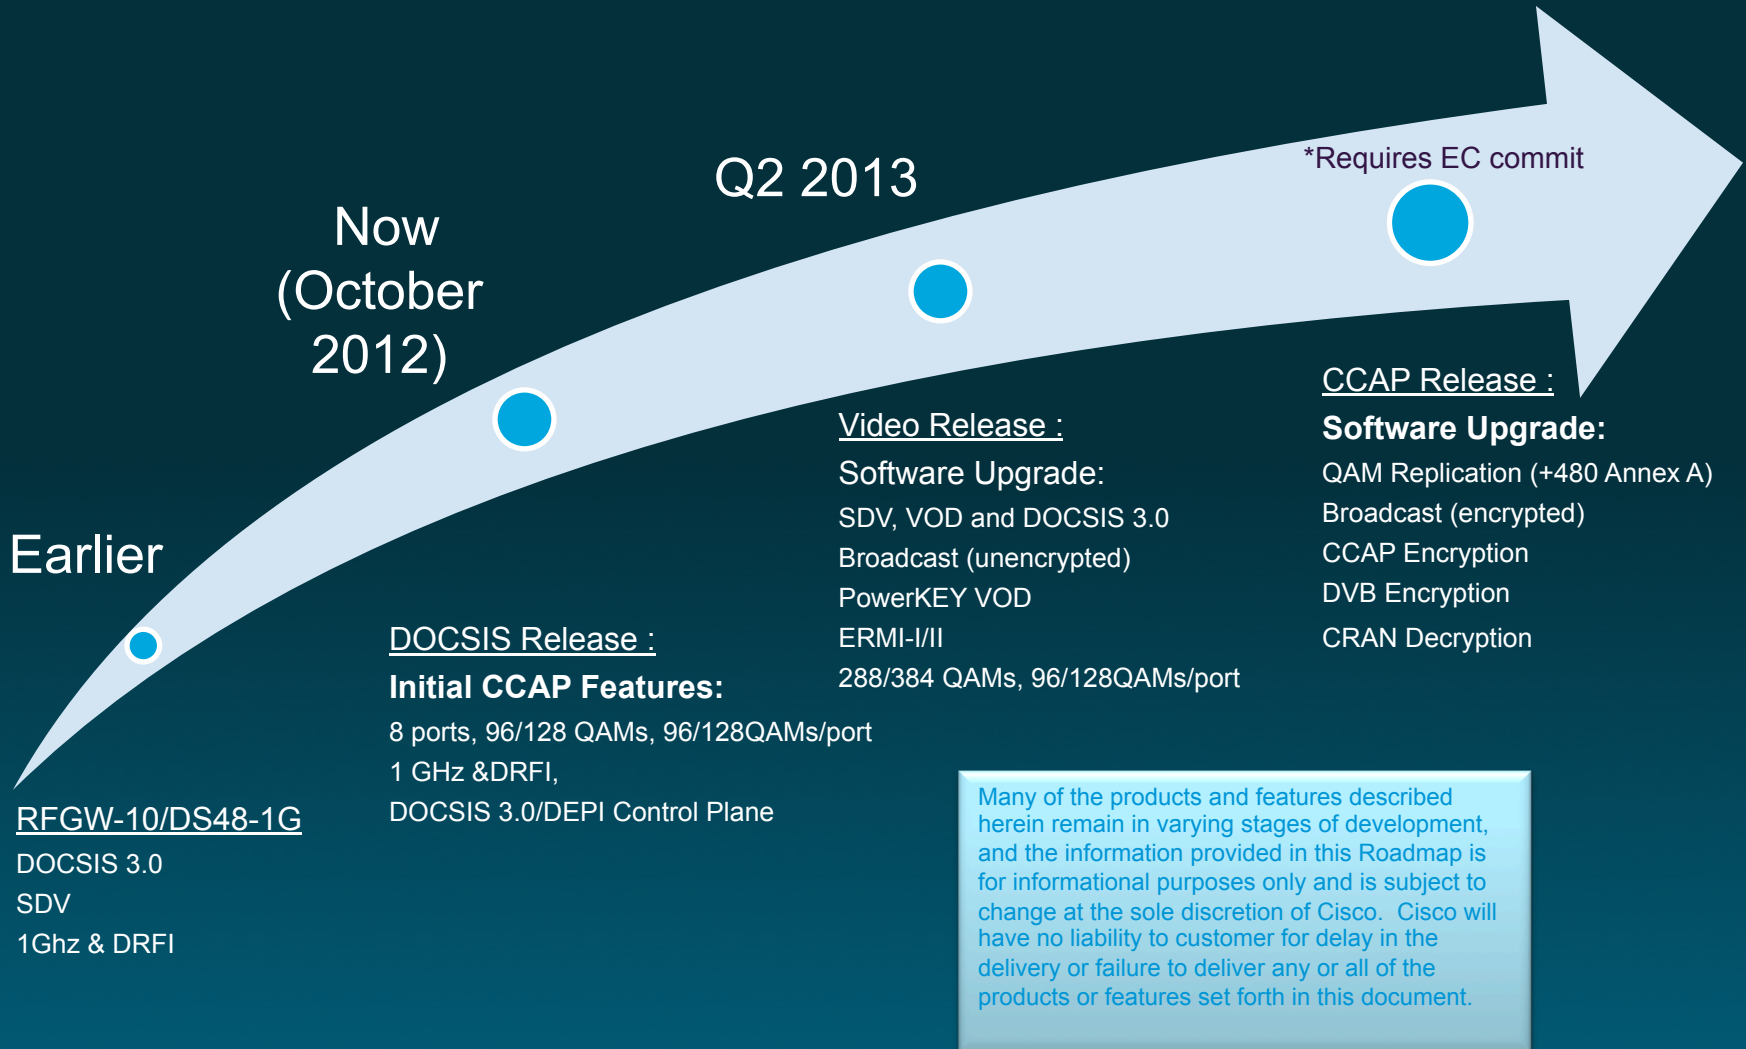 Earlier
RFGW-10/DS48-1G
DOCSIS 3.0
SDV
1Ghz & DRFI
Now
(October
2012)
DOCSIS Release :
Initial CCAP Features:
8 ports, 96/128 QAMs, 96/128QAMs/port
1 GHz &DRFI,
DOCSIS 3.0/DEPI Control Plane
Q2 2013
Video Release :
Software Upgrade:
SDV, VOD and DOCSIS 3.0
Broadcast (unencrypted)
PowerKEY VOD
ERMI-I/II
288/384 QAMs, 96/128QAMs/port
*Requires EC commit
CCAP Release :
Software Upgrade:
QAM Replication (+480 Annex A)
Broadcast (encrypted)
CCAP Encryption
DVB Encryption
CRAN Decryption
Many of the products and features described
herein remain in varying stages of development,
and the information provided in this Roadmap is
for informational purposes only and is subject to
change at the sole discretion of Cisco.  Cisco will
have no liability to customer for delay in the
delivery or failure to deliver any or all of the
products or features set forth in this document.